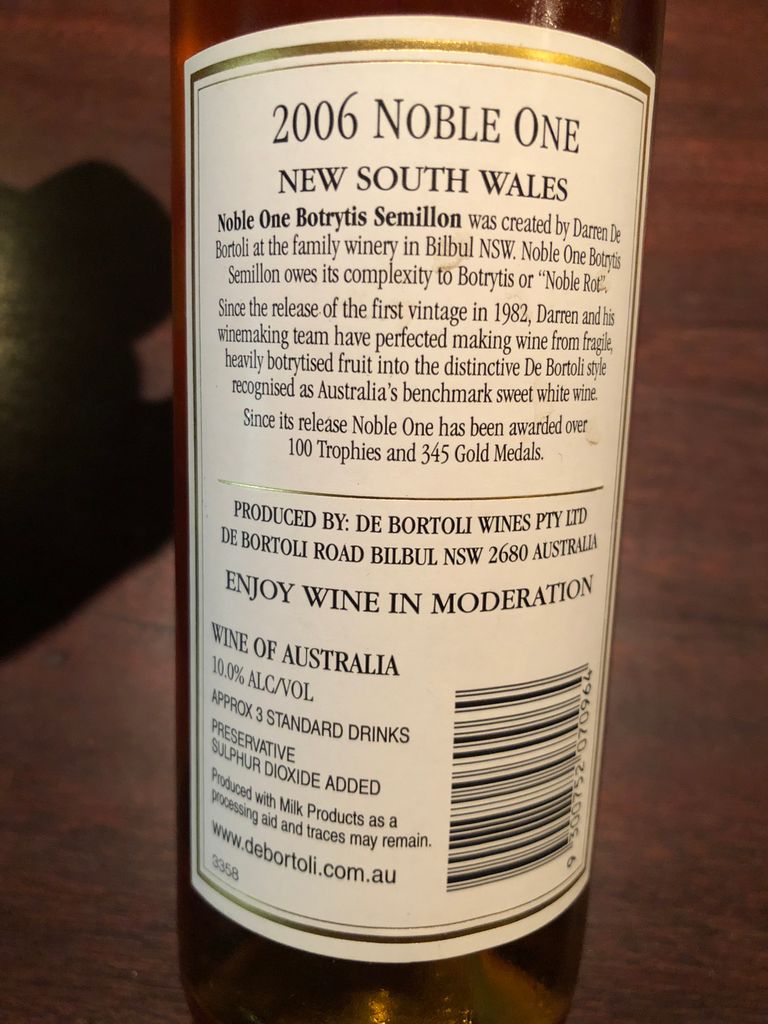 2006 NOBLE ONE
NEW SOUTH WALES
Noble One Botrytis Semillon was created by Darren De
Bortoli at the family winery in Bilbul NSW. Noble One Botrytis
Semillon owes its complexity to Botrytis or “Noble Rot”.
Since the release of the first vintage in 1982, Darren and his
winemaking team have perfected making wine from fragile,
heavily botrytised fruit into the distinctive De Bortoli style
recognised as Australia’s benchmark sweet white wine.
Since its release Noble One has been awarded over
100 Trophies and 345 Gold Medals.
PRODUCED BY: DE BORTOLI WINES PTY LTD
DE BORTOLI ROAD BILBUL NSW 2680 AUSTRALIA
ENJOY WINE IN MODERATION
WINE OF AUSTRALIA
10.0% ALC/VOL
APPROX 3 STANDARD DRINKS
PRESERVATIVE
SULPHUR DIOXIDE ADDED
Produced with Milk Products as a
processing aid and traces may remain.
www.debortoli.com.au
3358
9 300752 070964